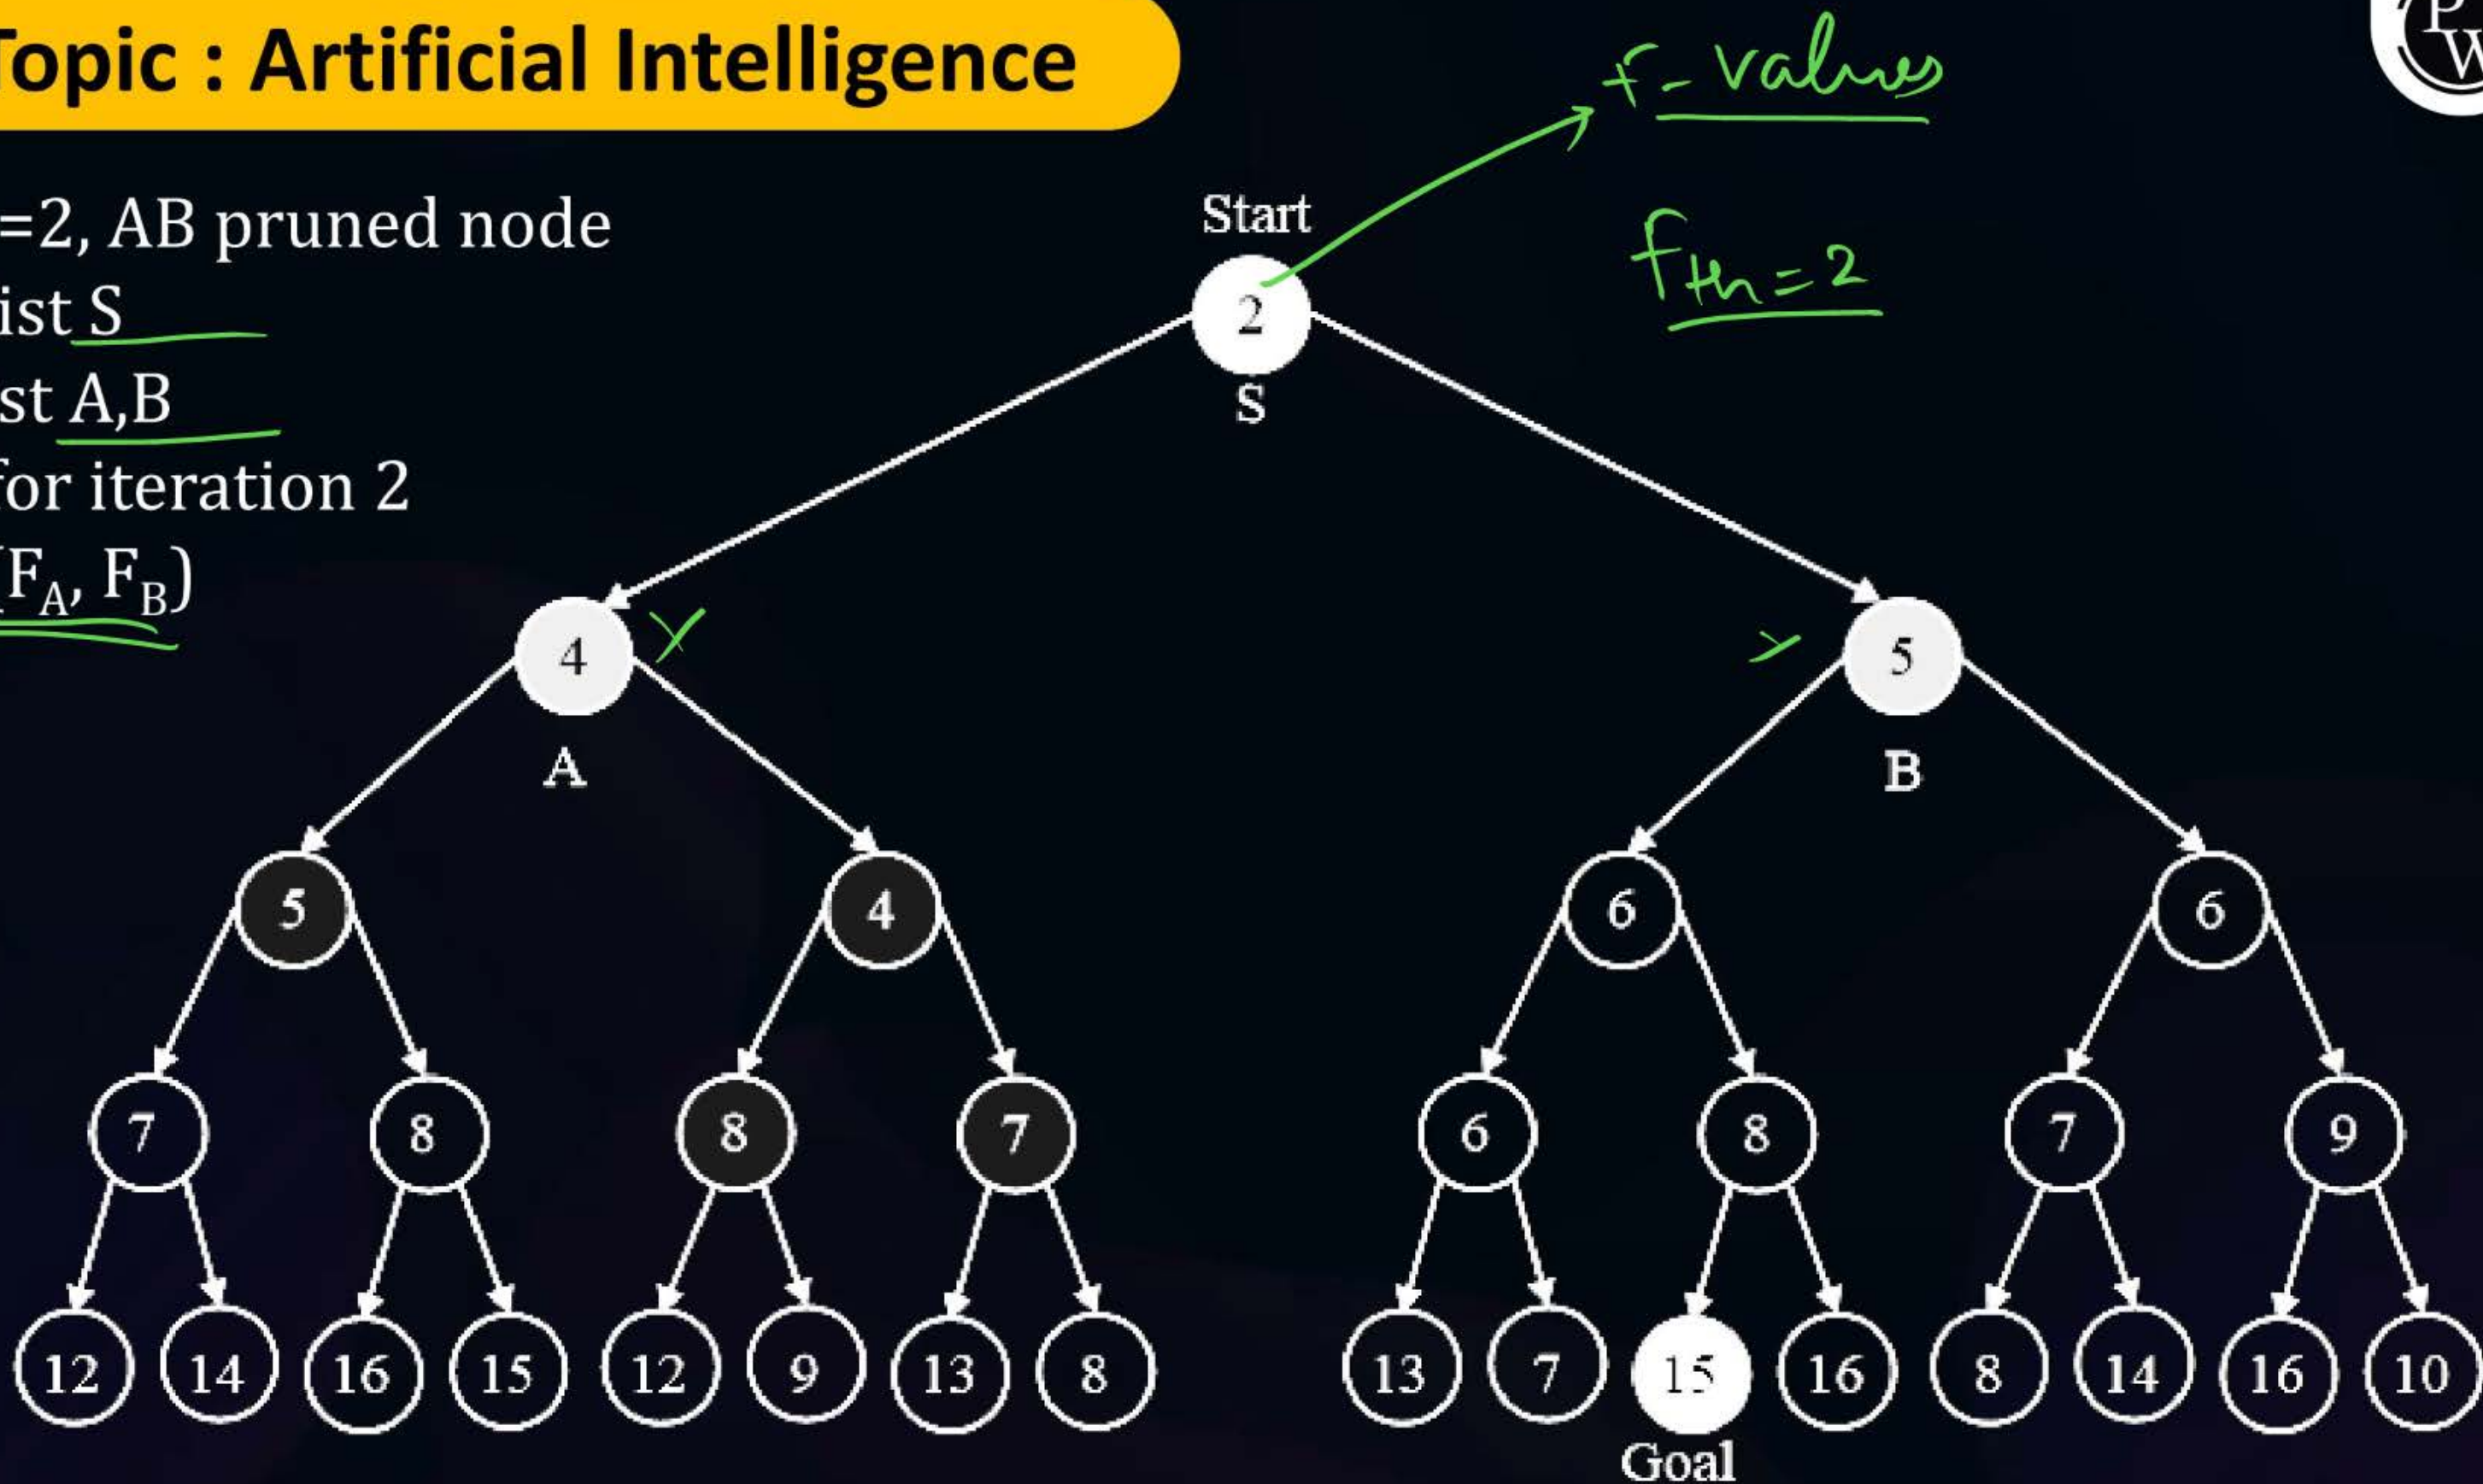 Topic : Artificial Intelligence
P
W
f - values
Start
=2, AB pruned node
fth = 2
ist S
2
S
st A,B
for iteration 2
(FA, FB)
4
5
A
B
5
4
6
6
7
8
8
7
6
8
7
9
12
14
16
15
12
9
13
8
13
7
15
16
8
14
16
10
Goal